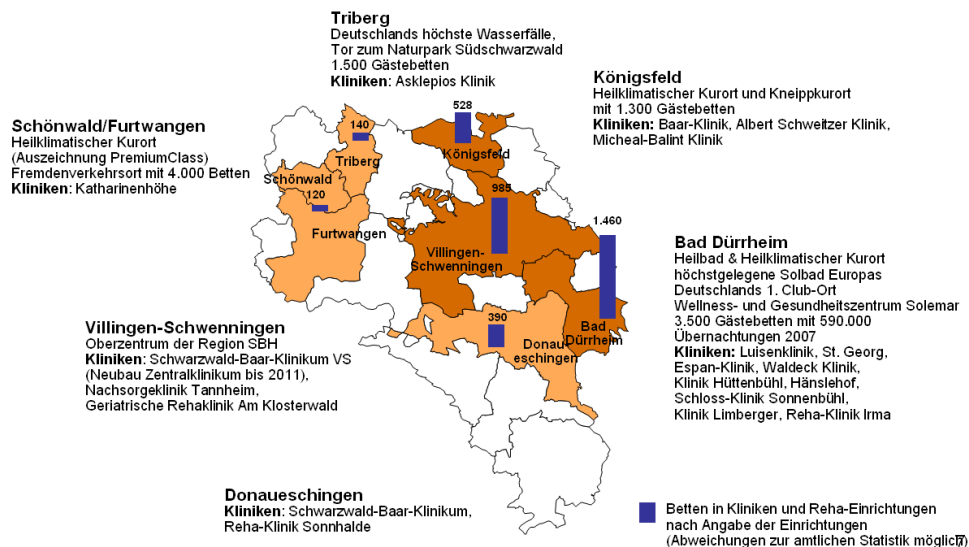 Triberg
Deutschlands höchste Wasserfälle,
Tor zum Naturpark Südschwarzwald
1.500 Gästebetten
Kliniken: Asklepios Klinik
Königsfeld
Heilklimatischer Kurort und Kneippkurort
mit 1.300 Gästebetten
Kliniken: Baar-Klinik, Albert Schweitzer Klinik,
Micheal-Balint Klinik
Schönwald/Furtwangen
Heilklimatischer Kurort
(Auszeichnung PremiumClass)
Fremdenverkehrsort mit 4.000 Betten
Kliniken: Katharinenhöhe
528
140
Königsfeld
Triberg
Schönwald
120
985
1.460
Furtwangen
Villingen-
Schwenningen
390
Donau
eschingen
Bad
Dürrheim
Bad Dürrheim
Heilbad & Heilklimatischer Kurort
höchstgelegene Solbad Europas
Deutschlands 1. Club-Ort
Wellness- und Gesundheitszentrum Solemar
3.500 Gästebetten mit 590.000
Übernachtungen 2007
Kliniken: Luisenklinik, St. Georg,
Espan-Klinik, Waldeck Klinik,
Klinik Hüttenbühl, Hänslehof,
Schloss-Klinik Sonnenbühl,
Klinik Limberger, Reha-Klinik Irma
Villingen-Schwenningen
Oberzentrum der Region SBH
Kliniken: Schwarzwald-Baar-Klinikum VS
(Neubau Zentralklinikum bis 2011),
Nachsorgeklinik Tannheim,
Geriatrische Rehaklinik Am Klosterwald
Donaueschingen
Kliniken: Schwarzwald-Baar-Klinikum,
Reha-Klinik Sonnhalde
Betten in Kliniken und Reha-Einrichtungen
nach Angabe der Einrichtungen
(Abweichungen zur amtlichen Statistik möglich)